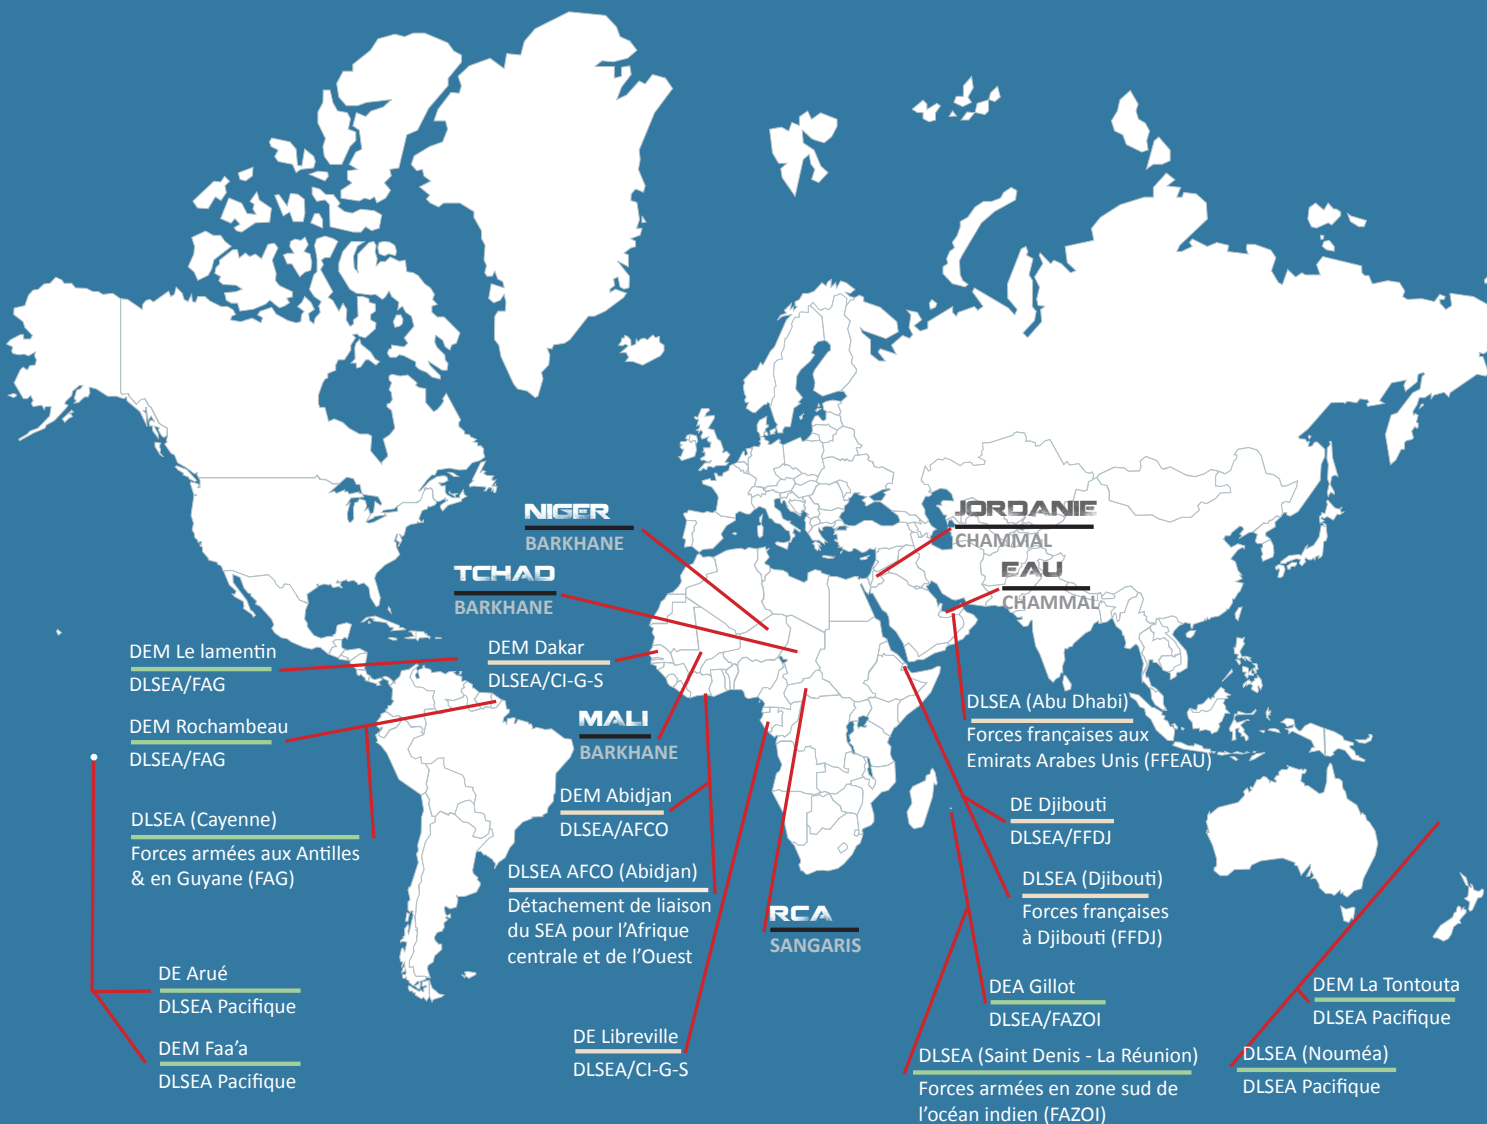 NIGER
BARKHANE
TCHAD
BARKHANE
JORDANIE
CHAMMAL
EAU
CHAMMAL
DEM Le lamentin
DLSEA/FAG
DEM Dakar
DLSEA/CI-G-S
DEM Rochambeau
DLSEA/FAG
MALI
BARKHANE
DLSEA (Abu Dhabi)
Forces françaises aux
Emirats Arabes Unis (FFEAU)
DEM Abidjan
DLSEA/AFCO
DE Djibouti
DLSEA/FFDJ
DLSEA (Cayenne)
Forces armées aux Antilles
& en Guyane (FAG)
DLSEA AFCO (Abidjan)
Détachement de liaison
du SEA pour l’Afrique
centrale et de l’Ouest
RCA
SANGARIS
DLSEA (Djibouti)
Forces françaises
à Djibouti (FFDJ)
DE Arué
DLSEA Pacifique
DEM Faa’a
DLSEA Pacifique
DE Libreville
DLSEA/CI-G-S
DEA Gillot
DLSEA/FAZOI
DLSEA (Saint Denis - La Réunion)
Forces armées en zone sud de
l’océan indien (FAZOI)
DEM La Tontouta
DLSEA Pacifique
DLSEA (Nouméa)
DLSEA Pacifique